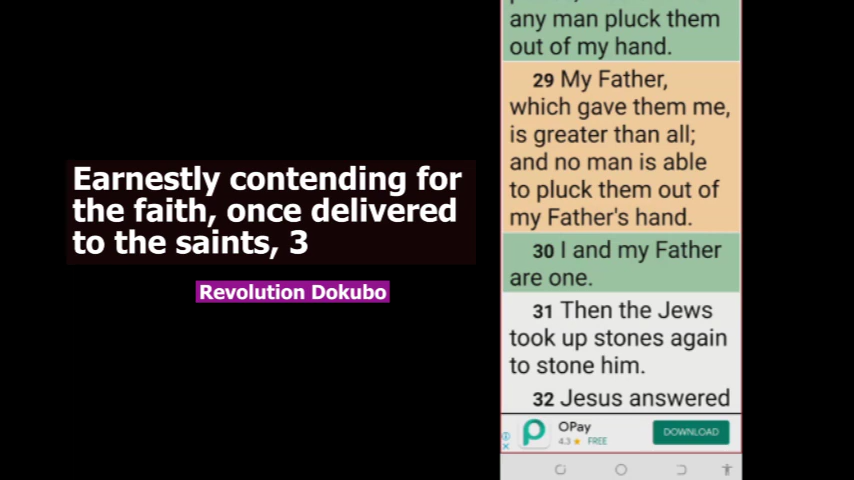 Earnestly contending for
the faith, once delivered
to the saints, 3
Revolution Dokubo
any man pluck them
out of my hand.
29 My Father,
which gave them me,
is greater than all;
and no man is able
to pluck them out of
my Father's hand.
30 I and my Father
are one.
31 Then the Jews
took up stones again
to stone him.
32 Jesus answered
OPay
4.3 ★ FREE
DOWNLOAD